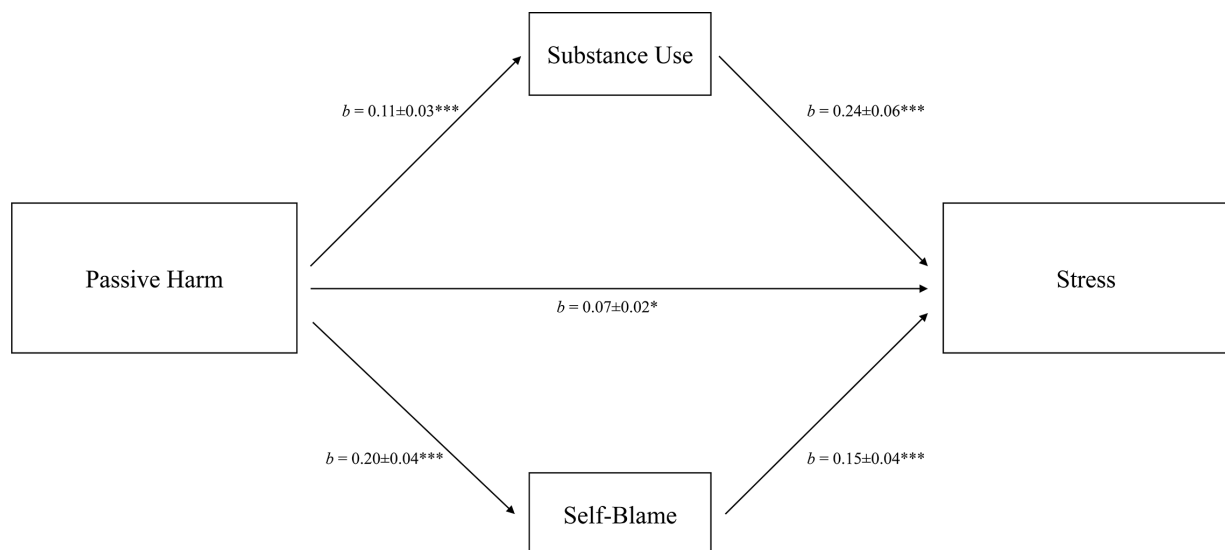 Substance Use
b = 0.11±0.03***
b = 0.24±0.06***
Passive Harm
Stress
b = 0.07±0.02*
b = 0.20±0.04***
b = 0.15±0.04***
Self-Blame